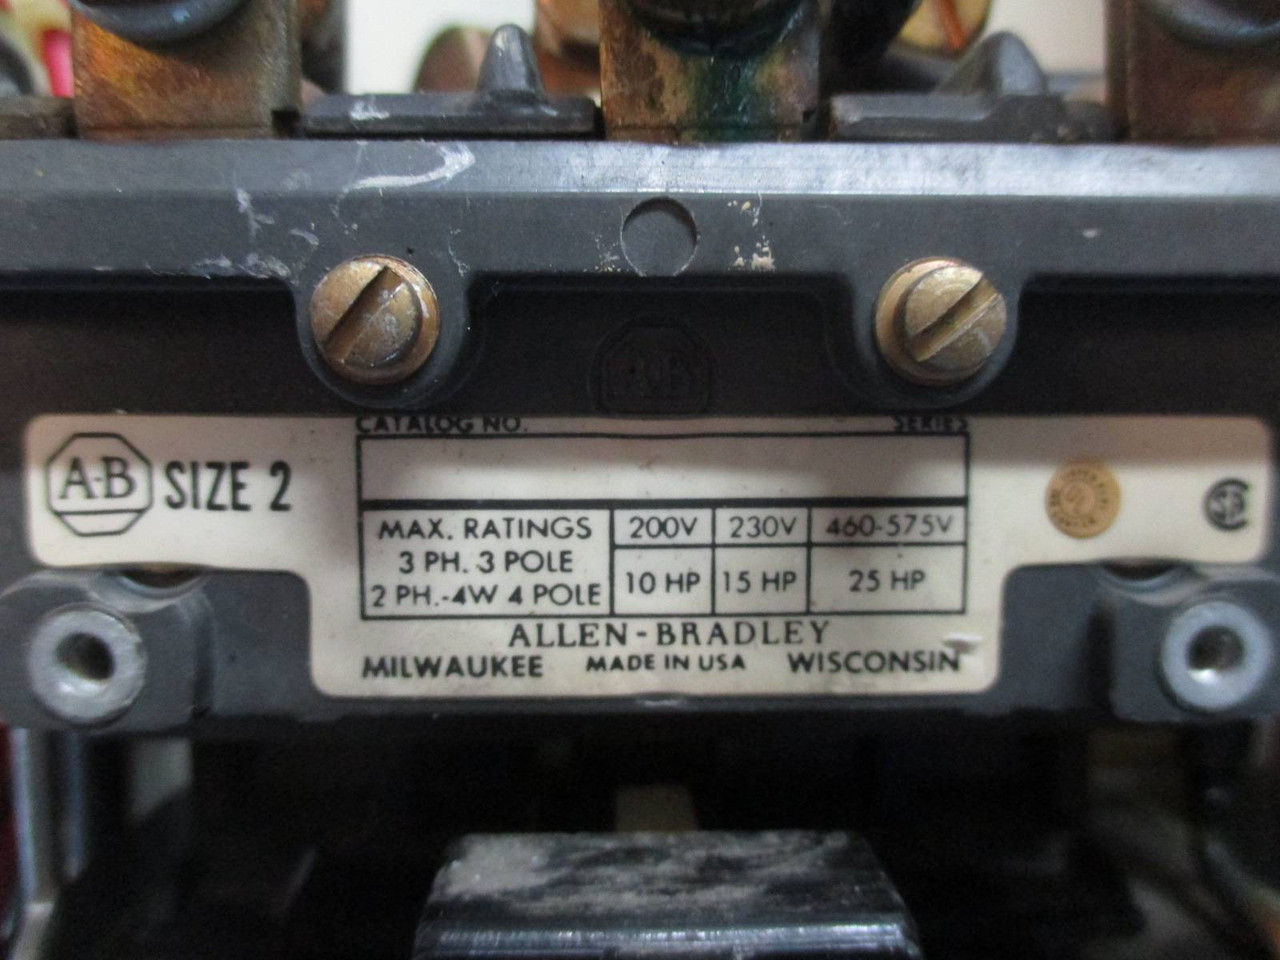 A-B
CATALOG NO. SERIES
A-B SIZE 2
MAX. RATINGS 200V 230V 460-575V
3 PH. 3 POLE
2 PH.-4W 4 POLE 10 HP 15 HP 25 HP
ALLEN-BRADLEY
MILWAUKEE MADE IN USA WISCONSIN